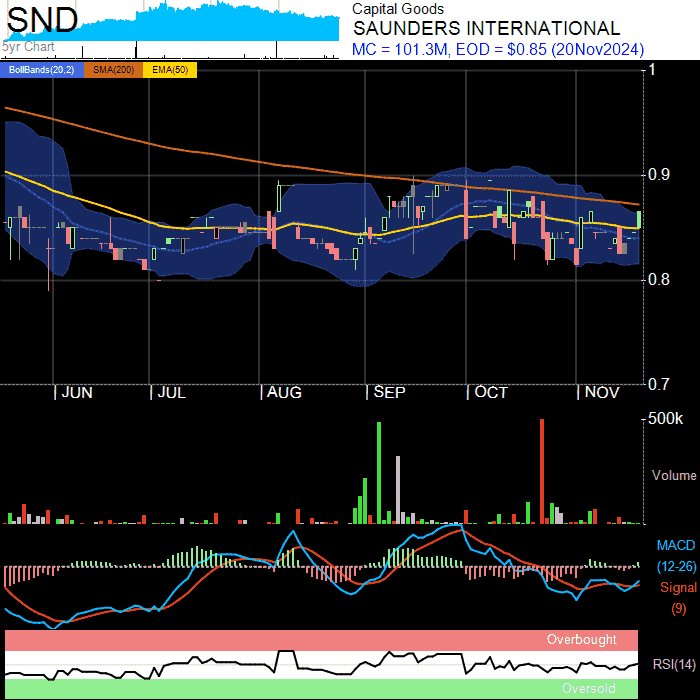 SND
5yr Chart
Capital Goods
SAUNDERS INTERNATIONAL
MC = 101.3M, EOD = $0.85 (20Nov2024)
BollBands(20,2) SMA(200) EMA(50)
1
0.9
0.8
0.7
JUN JUL AUG SEP OCT NOV
500k
Volume
MACD
(12-26)
Signal
(9)
Overbought
RSI(14)
Oversold